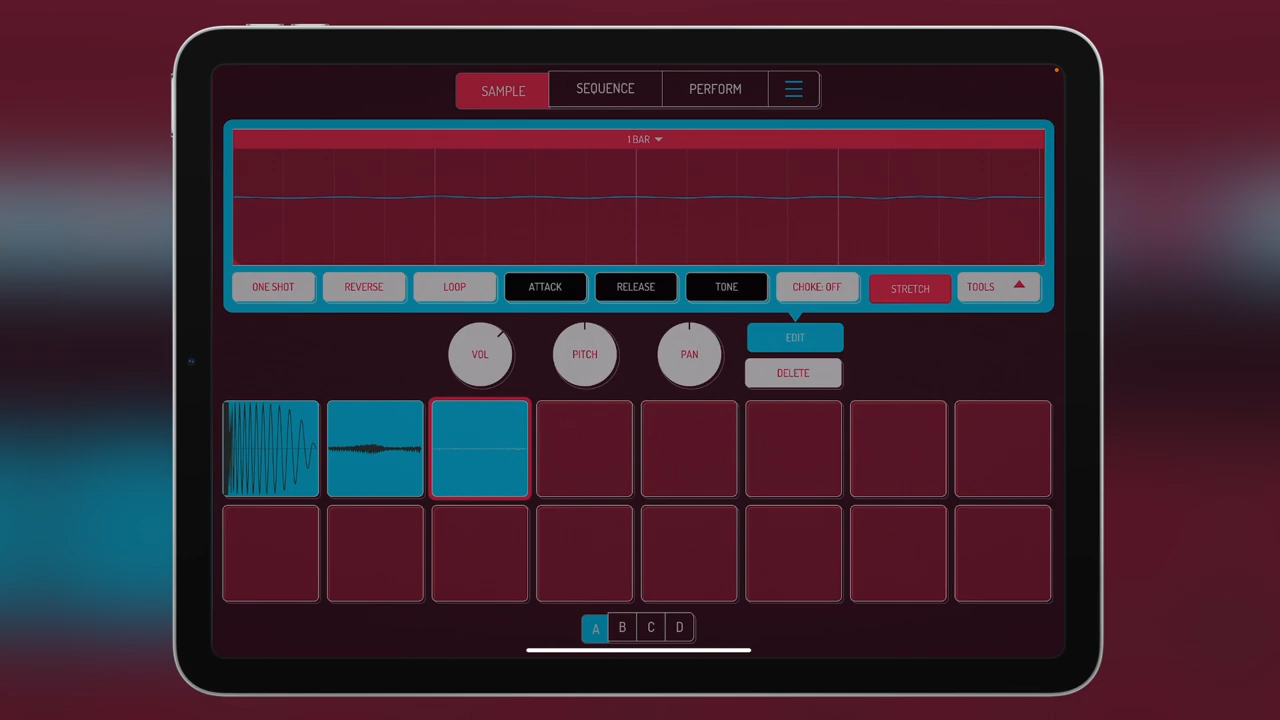 SAMPLE SEQUENCE PERFORM
1 BAR
ONE SHOT REVERSE LOOP ATTACK RELEASE TONE CHOKE: OFF STRETCH TOOLS
VOL PITCH PAN EDIT
DELETE
A B C D